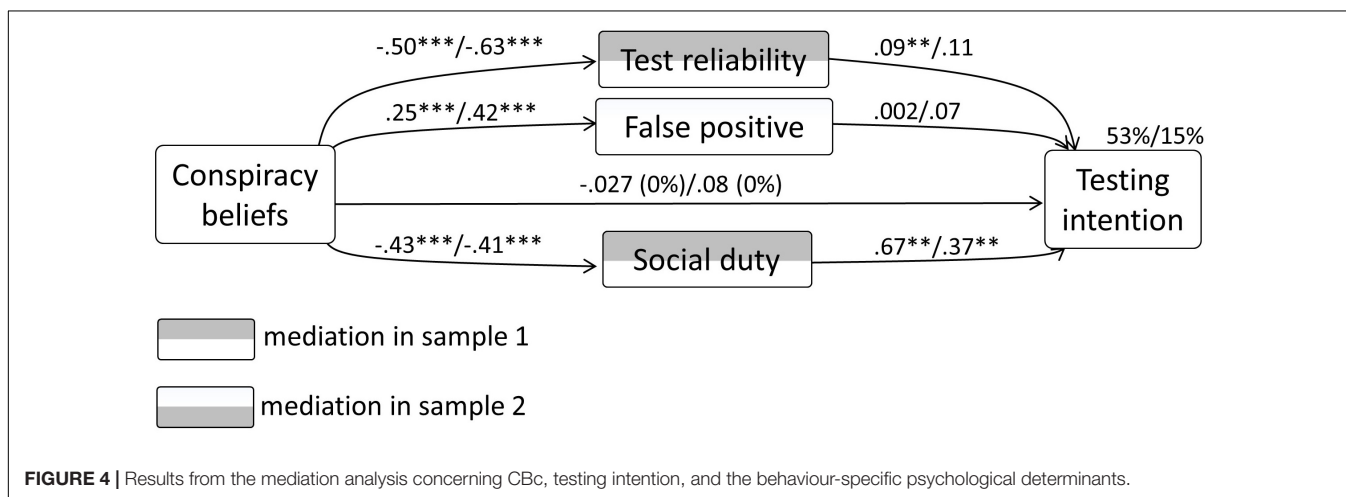 -.50***/-.63***
Test reliability
.09**/.11
.25***/.42***
False positive
.002/.07
53%/15%
Conspiracy
beliefs
-.027 (0%)/.08 (0%)
Testing
intention
-.43***/-.41***
Social duty
.67**/.37**
mediation in sample 1
mediation in sample 2
FIGURE 4 | Results from the mediation analysis concerning CBc, testing intention, and the behaviour-specific psychological determinants.